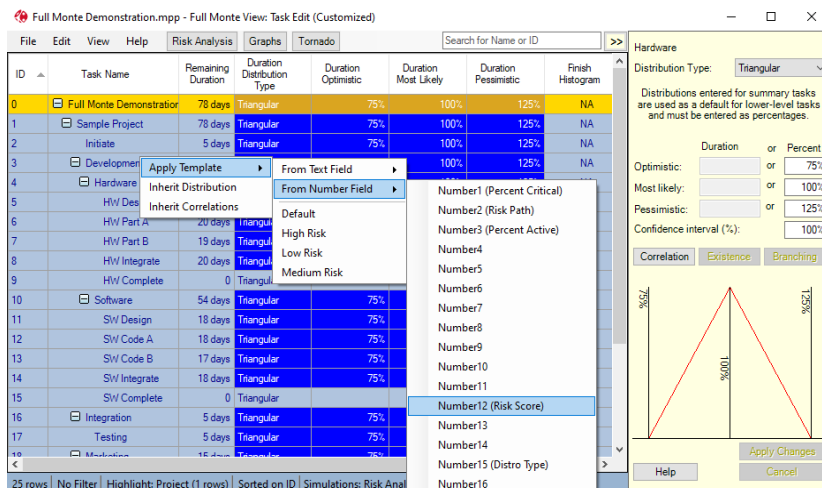 Full Monte Demonstration.mpp - Full Monte View: Task Edit (Customized)
File Edit View Help Risk Analysis Graphs Tornado Search for Name or ID >>
ID Task Name Remaining Duration Duration Distribution Type Duration Optimistic Duration Most Likely Duration Pessimistic Finish Histogram
0 Full Monte Demonstration 78 days Triangular 75% 100% 125% NA
1 Sample Project 78 days Triangular 75% 100% 125% NA
2 Initiate 5 days Triangular 75% 100% 125% NA
3 100% 125% NA
4 Hardware
5
6 HW Part A 20 days
7 HW Part B 19 days
8 HW Integrate 20 days
9 HW Complete 0
10 Software 54 days Triangular 75%
11 SW Design 18 days Triangular 75%
12 SW Code A 18 days Triangular 75%
13 SW Code B 17 days Triangular 75%
14 SW Integrate 18 days Triangular 75%
15 SW Complete 0 Triangular
16 Integration 5 days Triangular 75%
17 Testing 5 days Triangular 75%
18 Marketing 15 days Triangular 75%
Apply Template
Inherit Distribution
Inherit Correlations
From Text Field
From Number Field
Default
High Risk
Low Risk
Medium Risk
Number1 (Percent Critical)
Number2 (Risk Path)
Number3 (Percent Active)
Number4
Number5
Number6
Number7
Number8
Number9
Number10
Number11
Number12 (Risk Score)
Number13
Number14
Number15 (Distro Type)
Number16
25 rows No Filter Highlight: Project (1 rows) Sorted on ID Simulations: Risk Anal
Hardware
Distribution Type: Triangular
Distributions entered for summary tasks
are used as a default for lower-level tasks
and must be entered as percentages.
Duration or Percent
Optimistic: or 75%
Most likely: or 100%
Pessimistic: or 125%
Confidence interval (%): 100%
Correlation Existence Branching
75%
100%
125%
Apply Changes
Help Cancel